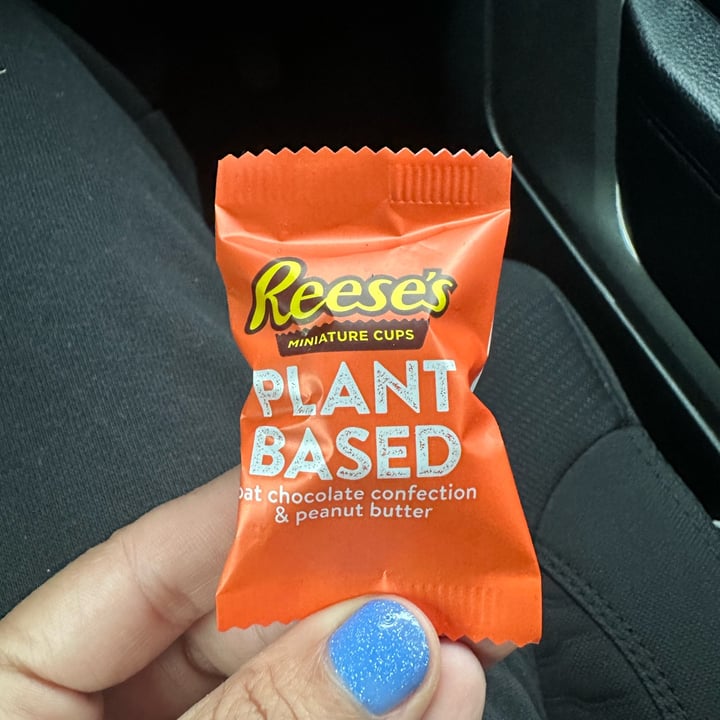 Reese's
MINIATURE CUPS
PLANT
BASED
oat chocolate confection
& peanut butter